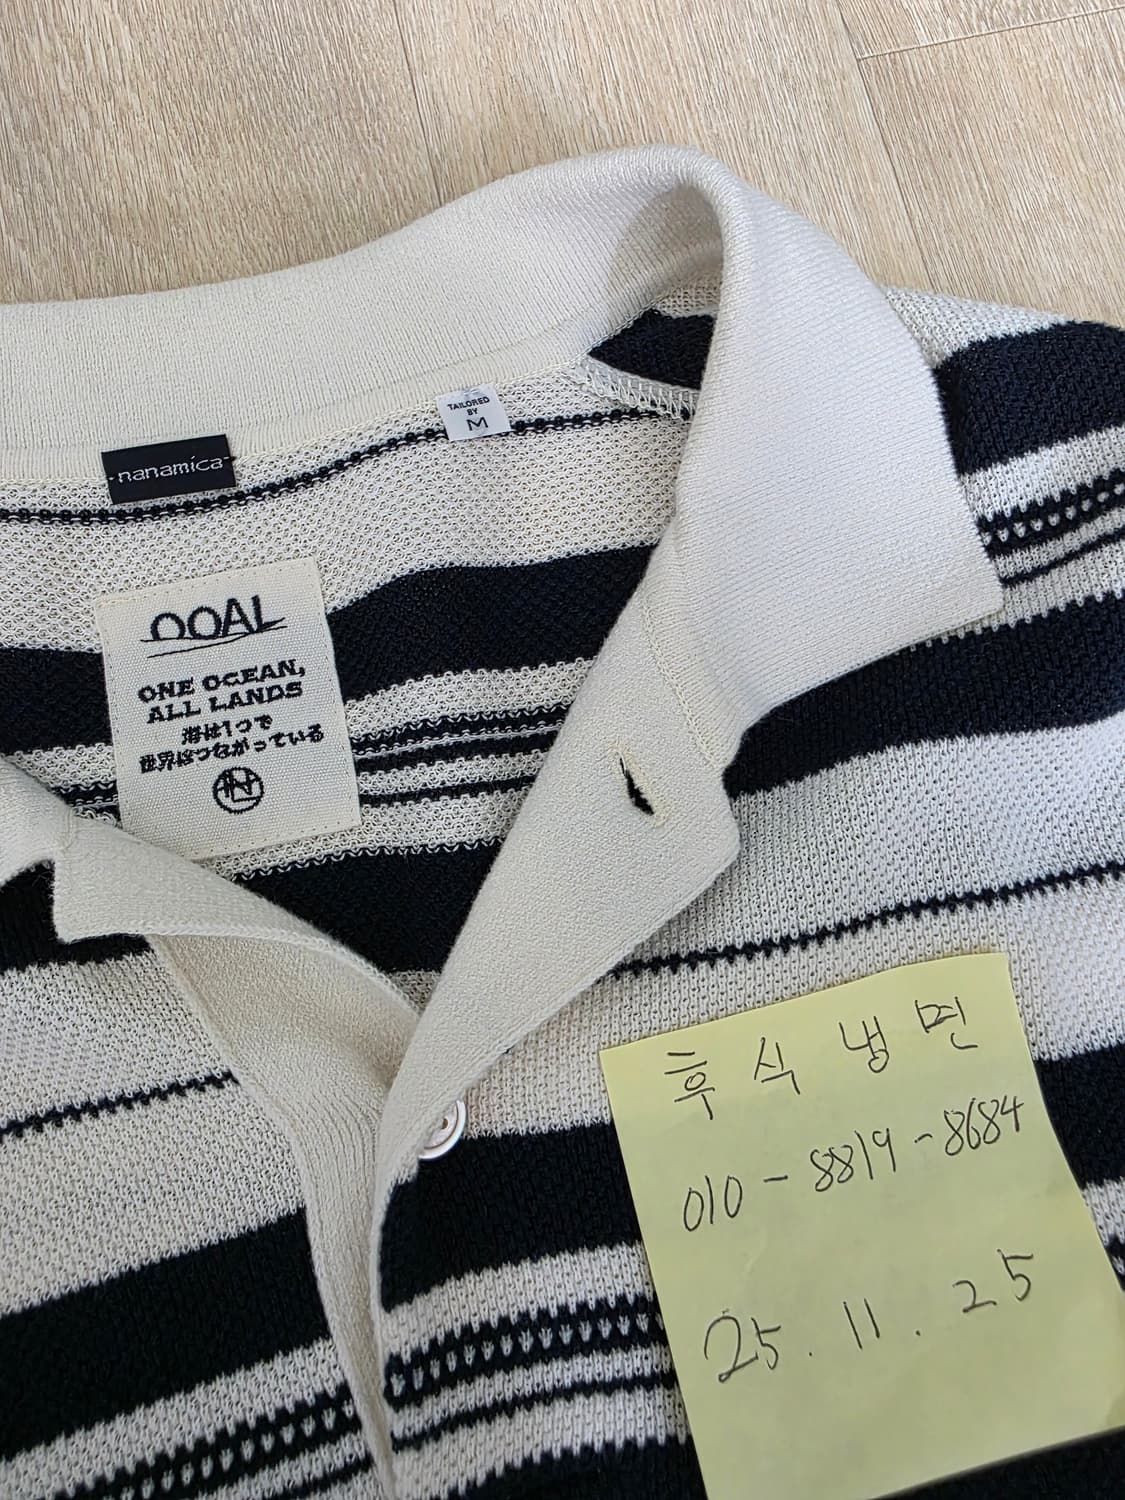 nanamica
TAILORED
BY
M
OOAL
ONE OCEAN,
ALL LANDS
海は1つで
世界はつながっている
후식냉면
010-8819-8684
25.11.25